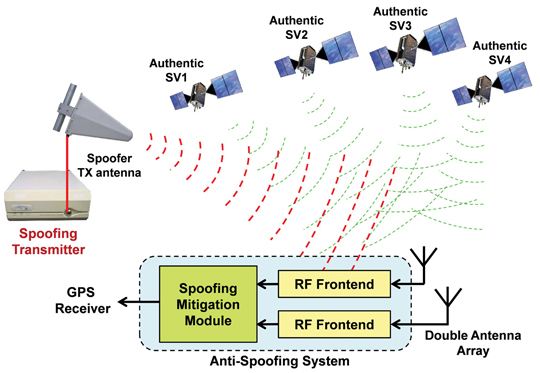 Authentic
SV1
Authentic
SV2
Authentic
SV3
Authentic
SV4
Spoofer
TX antenna
Spoofing
Transmitter
GPS
Receiver
Spoofing
Mitigation
Module
RF Frontend
RF Frontend
Double Antenna
Array
Anti-Spoofing System